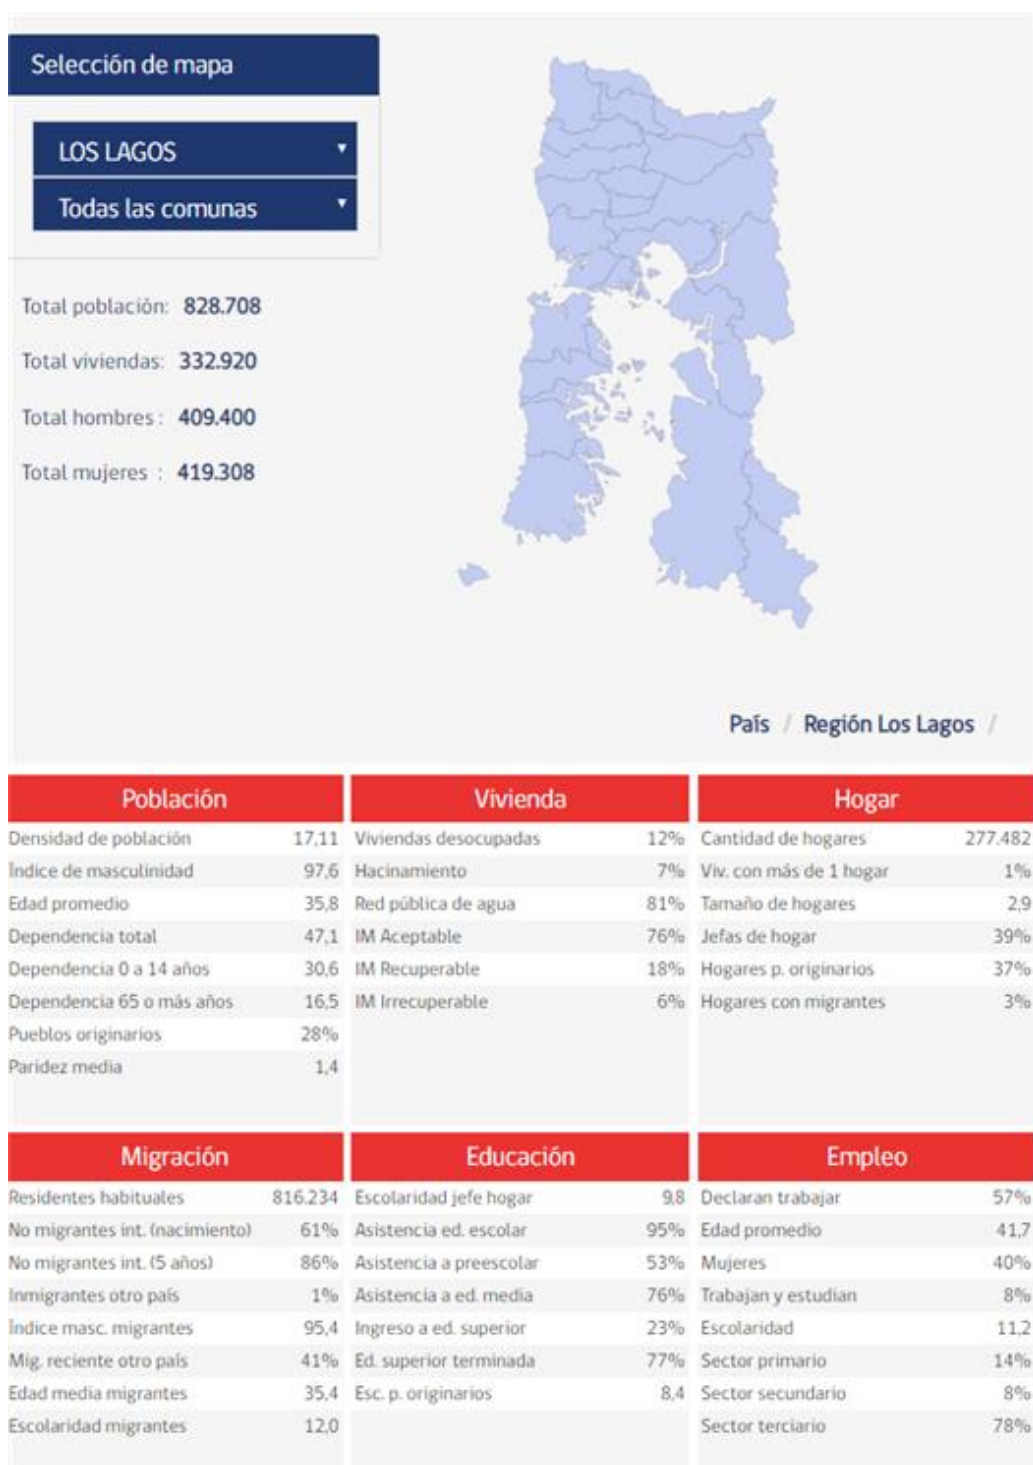 Selección de mapa
LOS LAGOS
Todas las comunas
Total población: 828.708
Total viviendas: 332.920
Total hombres : 409.400
Total mujeres : 419.308
País / Región Los Lagos /
Población
Densidad de población 17,11
Índice de masculinidad 97,6
Edad promedio 35,8
Dependencia total 47,1
Dependencia 0 a 14 años 30,6
Dependencia 65 o más años 16,5
Pueblos originarios 28%
Paridez media 1,4
Vivienda
Viviendas desocupadas 12%
Hacinamiento 7%
Red pública de agua 81%
IM Aceptable 76%
IM Recuperable 18%
IM Irrecuperable 6%
Hogar
Cantidad de hogares 277.482
Viv. con más de 1 hogar 1%
Tamaño de hogares 2,9
Jefas de hogar 39%
Hogares p. originarios 37%
Hogares con migrantes 3%
Migración
Residentes habituales 816.234
No migrantes int. (nacimiento) 61%
No migrantes int. (5 años) 86%
Inmigrantes otro país 1%
Índice masc. migrantes 95,4
Mig. reciente otro país 41%
Edad media migrantes 35,4
Escolaridad migrantes 12,0
Educación
Escolaridad jefe hogar 9,8
Asistencia ed. escolar 95%
Asistencia a preescolar 53%
Asistencia a ed. media 76%
Ingreso a ed. superior 23%
Ed. superior terminada 77%
Esc. p. originarios 8,4
Empleo
Declaran trabajar 57%
Edad promedio 41,7
Mujeres 40%
Trabajan y estudian 8%
Escolaridad 11,2
Sector primario 14%
Sector secundario 8%
Sector terciario 78%